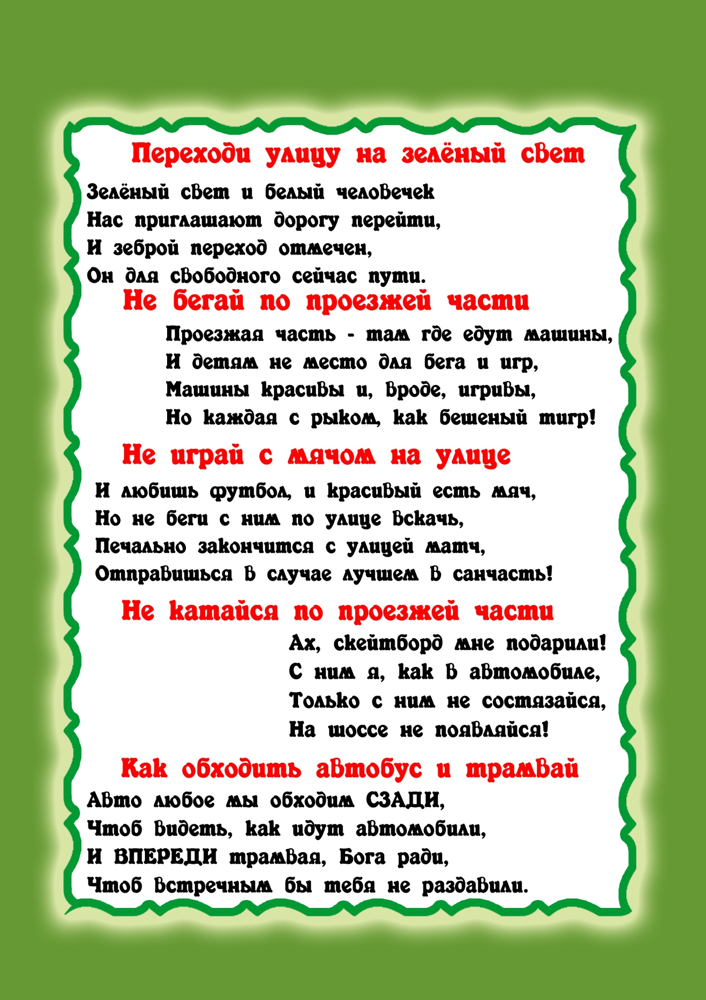 Переходи улицу на зелёный свет
Зелёный свет и белый человечек
Нас приглашают дорогу перейти,
И зеброй переход отмечен,
Он для свободного сейчас пути.
Не бегай по проезжей части
Проезжая часть - там где едут машины,
И детям не место для бега и игр,
Машины красивы и, вроде, игривы,
Но каждая с рыком, как бешеный тигр!
Не играй с мячом на улице
И любишь футбол, и красивый есть мяч,
Но не беги с ним по улице вскачь,
Печально закончится с улицей матч,
Отправишься в случае лучшем в санчасть!
Не катайся по проезжей части
Ах, скейтборд мне подарили!
С ним я, как в автомобиле,
Только с ним не состязайся,
На шоссе не появляйся!
Как обходить автобус и трамвай
Авто любое мы обходим СЗАДИ,
Чтоб видеть, как идут автомобили,
И ВПЕРЕДИ трамвая, Бога ради,
Чтоб встречным бы тебя не раздавили.